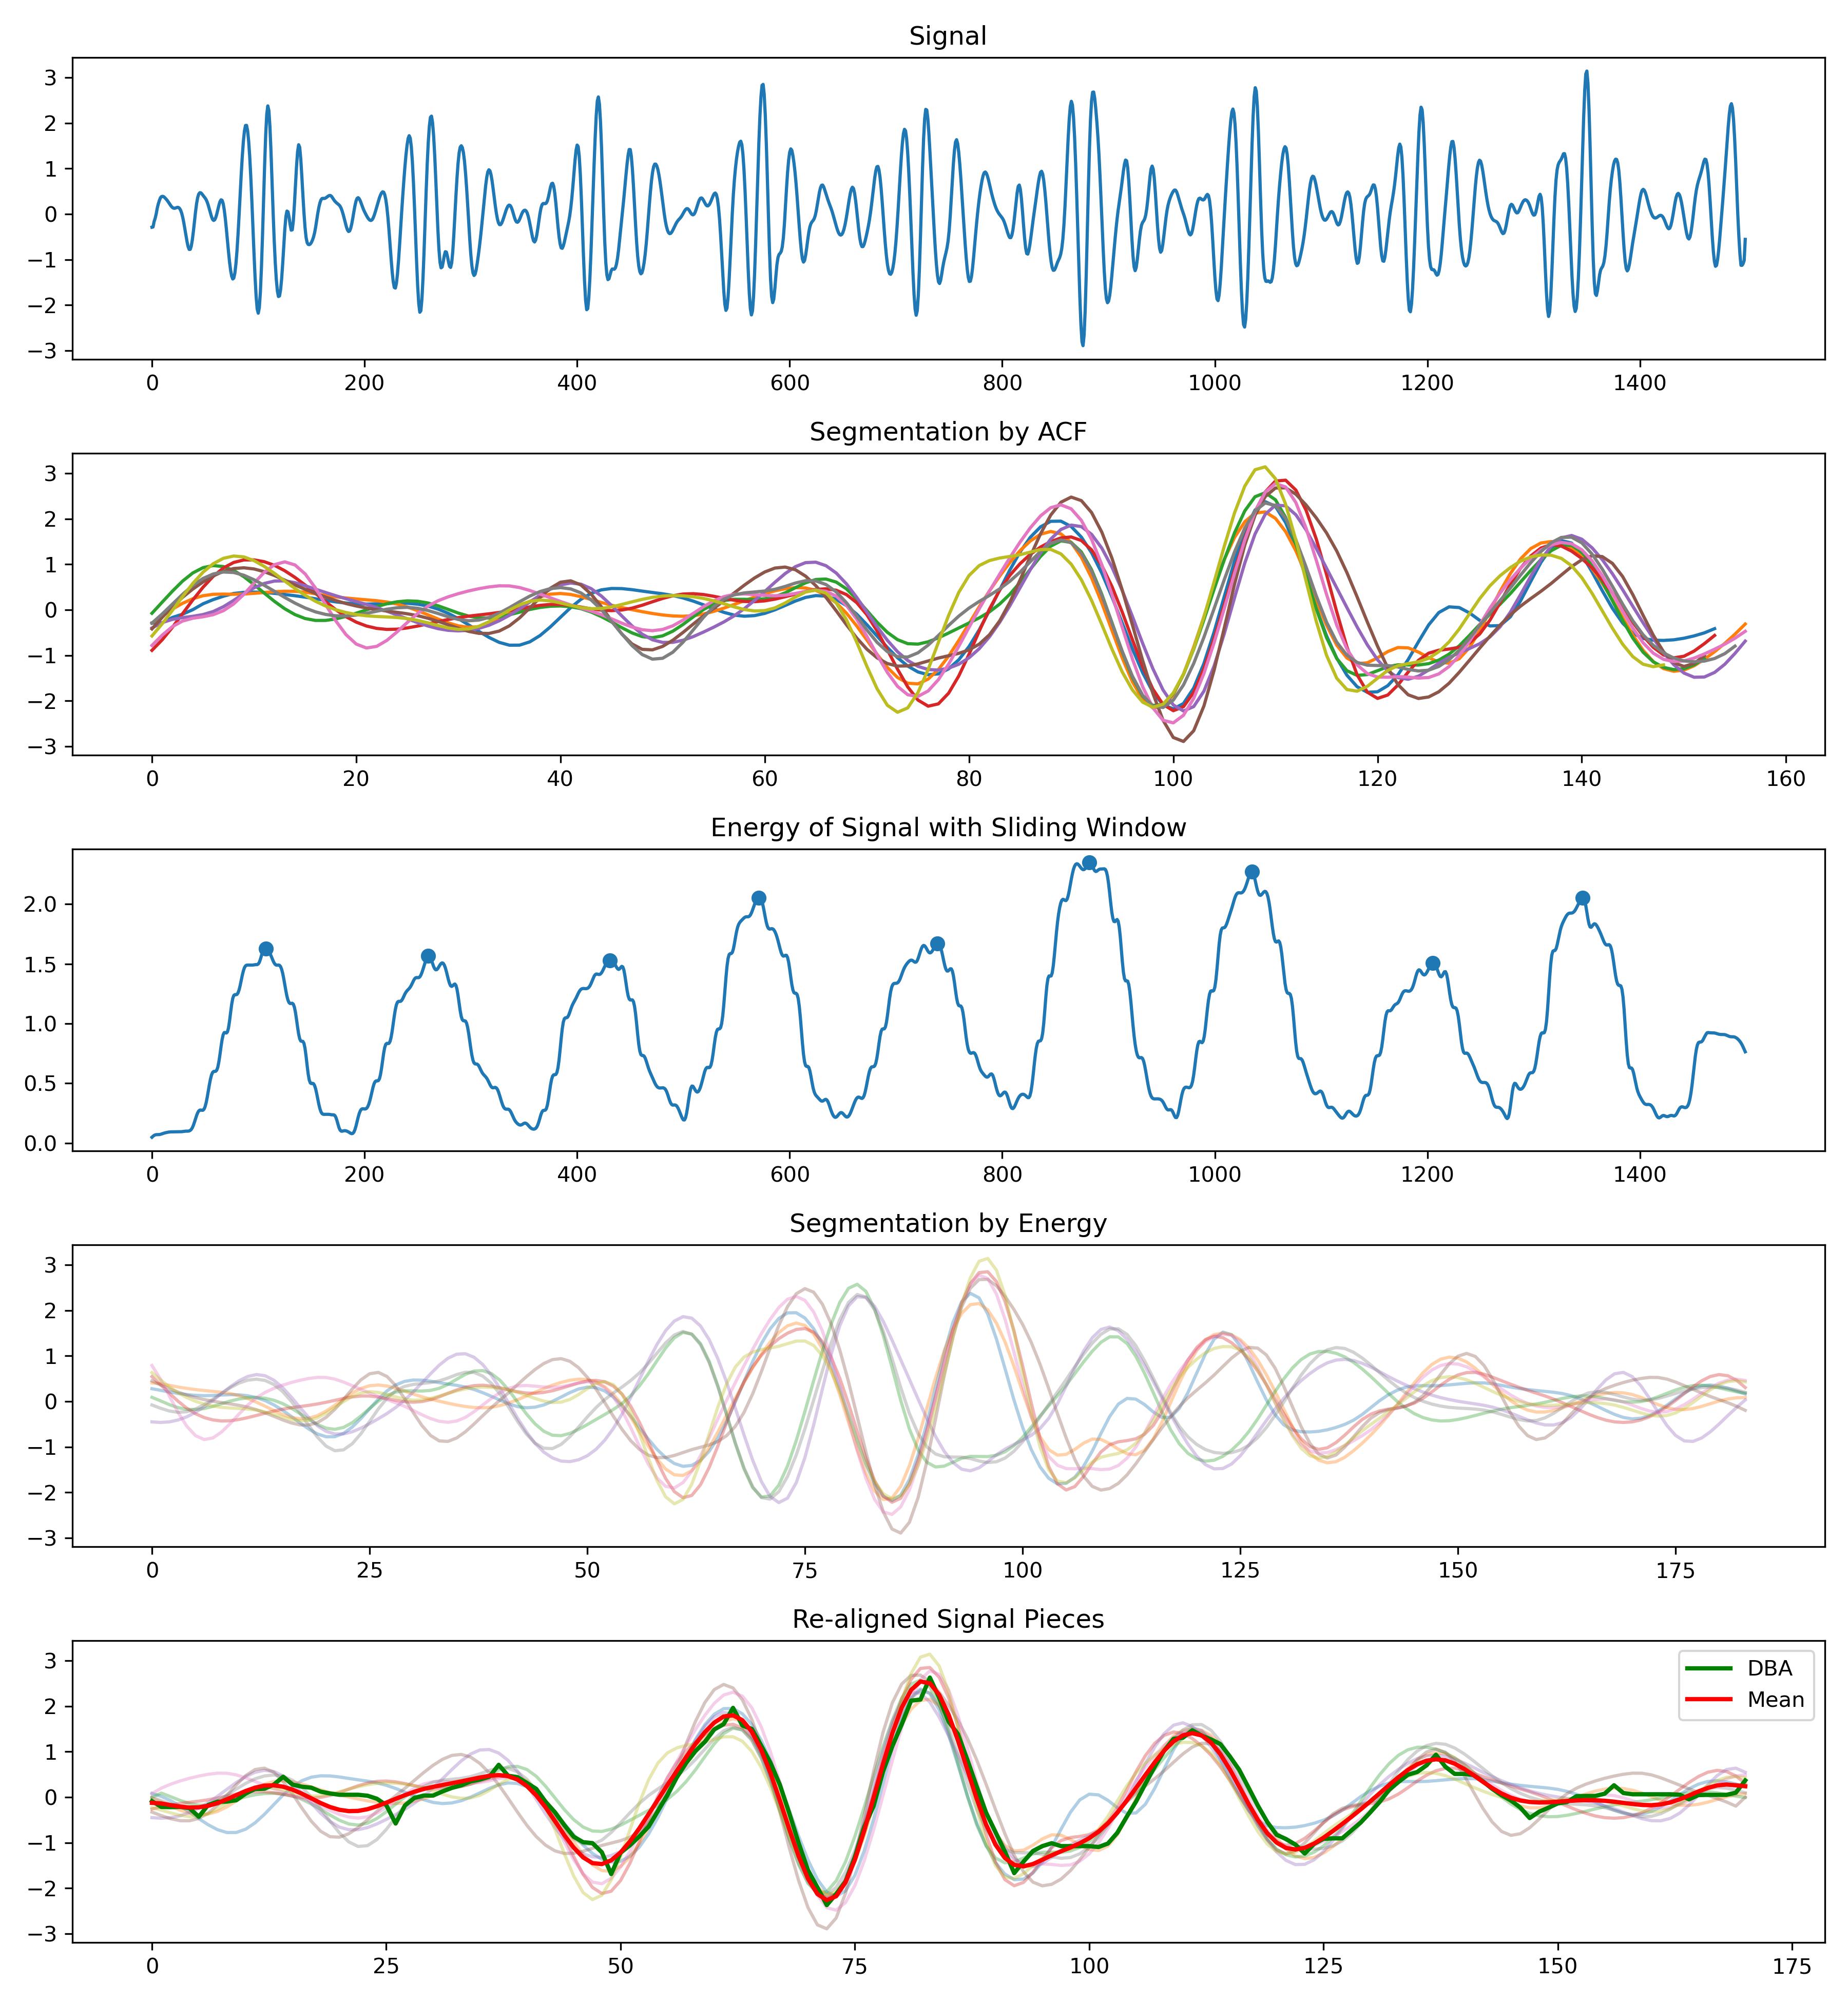 Signal
3
2
1
0
−1
−2
−3
0 200 400 600 800 1000 1200 1400
Segmentation by ACF
3
2
1
0
−1
−2
−3
0 20 40 60 80 100 120 140 160
Energy of Signal with Sliding Window
2.0
1.5
1.0
0.5
0.0
0 200 400 600 800 1000 1200 1400
Segmentation by Energy
3
2
1
0
−1
−2
−3
0 25 50 75 100 125 150 175
Re-aligned Signal Pieces
3
2
1
0
−1
−2
−3
DBA
Mean
0 25 50 75 100 125 150 175